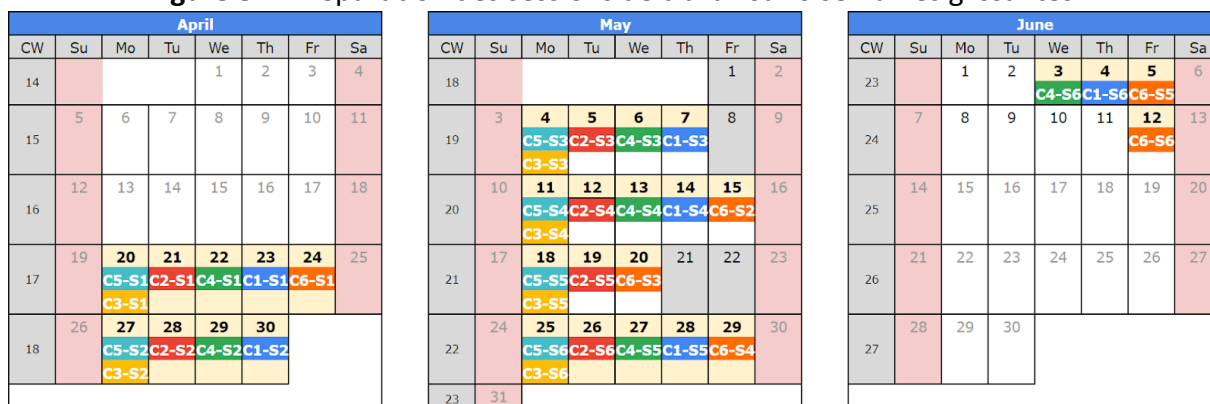 April
CW Su Mo Tu We Th Fr Sa
14 1 2 3 4
15 5 6 7 8 9 10 11
16 12 13 14 15 16 17 18
17 19 20 21 22 23 24 25
C5-S1 C2-S1 C4-S1 C1-S1 C6-S1
C3-S1
18 26 27 28 29 30
C5-S2 C2-S2 C4-S2 C1-S2
C3-S2
May
CW Su Mo Tu We Th Fr Sa
18 1 2
19 3 4 5 6 7 8 9
C5-S3 C2-S3 C4-S3 C1-S3
C3-S3
20 10 11 12 13 14 15 16
C5-S4 C2-S4 C4-S4 C1-S4 C6-S2
C3-S4
21 17 18 19 20 21 22 23
C5-S5 C2-S5 C6-S3
C3-S5
22 24 25 26 27 28 29 30
C5-S6 C2-S6 C4-S5 C1-S5 C6-S4
C3-S6
23 31
June
CW Su Mo Tu We Th Fr Sa
23 1 2 3 4 5 6
C4-S6 C1-S6 C6-S5
24 7 8 9 10 11 12 13
C6-S6
25 14 15 16 17 18 19 20
26 21 22 23 24 25 26 27
27 28 29 30